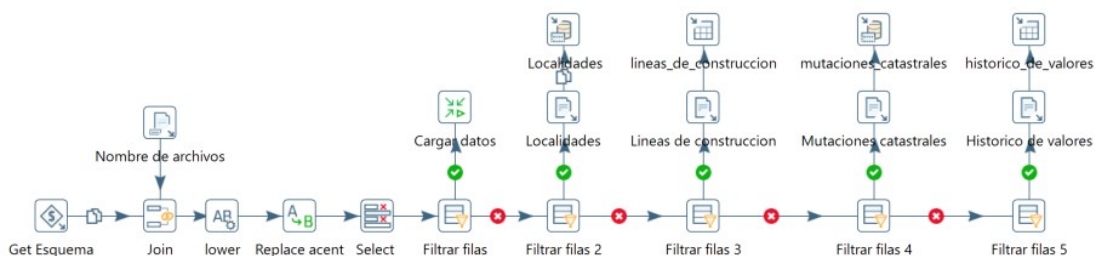 Localidades
lineas_de_construccion
mutaciones_catastrales
historico_de_valores
Nombre de archivos
Cargar datos
Localidades
Lineas de construccion
Mutaciones catastrales
Historico de valores
Get Esquema
Join
lower
Replace acent
Select
Filtrar filas
Filtrar filas 2
Filtrar filas 3
Filtrar filas 4
Filtrar filas 5